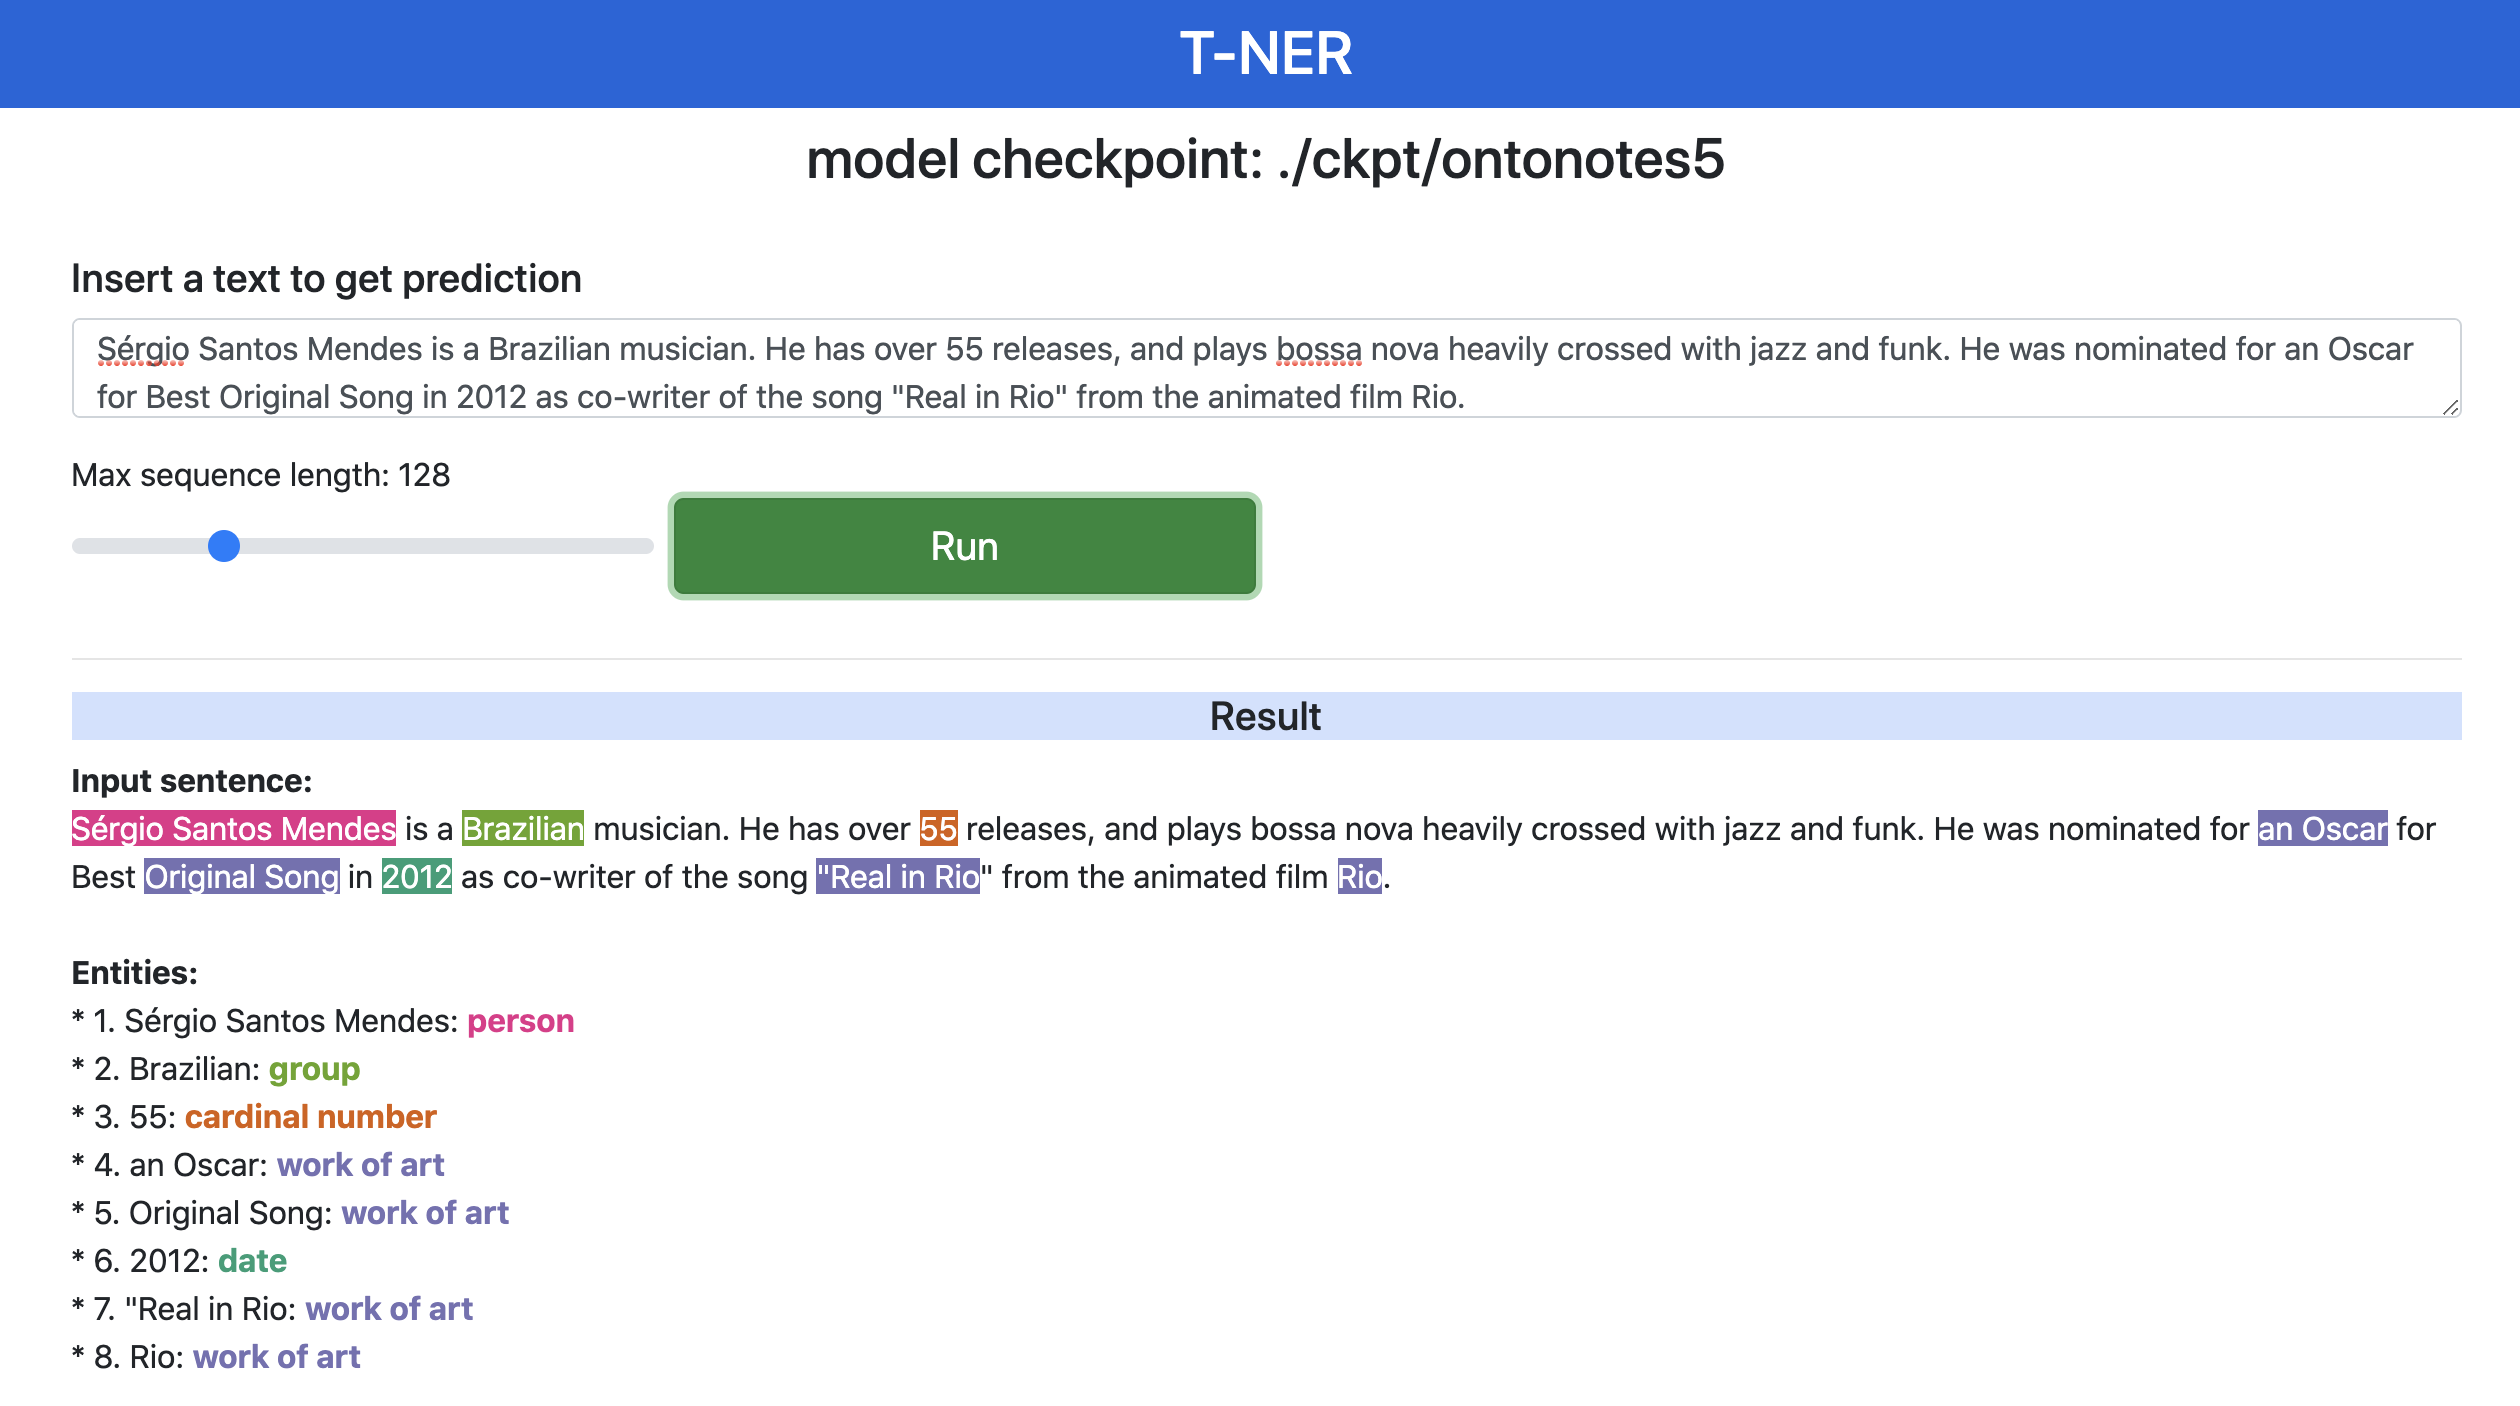 T-NER
model checkpoint: ./ckpt/ontonotes5
Insert a text to get prediction
Sérgio Santos Mendes is a Brazilian musician. He has over 55 releases, and plays bossa nova heavily crossed with jazz and funk. He was nominated for an Oscar
for Best Original Song in 2012 as co-writer of the song "Real in Rio" from the animated film Rio.
Max sequence length: 128
Run
Result
Input sentence:
Sérgio Santos Mendes is a Brazilian musician. He has over 55 releases, and plays bossa nova heavily crossed with jazz and funk. He was nominated for an Oscar for
Best Original Song in 2012 as co-writer of the song "Real in Rio" from the animated film Rio.
Entities:
* 1. Sérgio Santos Mendes: person
* 2. Brazilian: group
* 3. 55: cardinal number
* 4. an Oscar: work of art
* 5. Original Song: work of art
* 6. 2012: date
* 7. "Real in Rio: work of art
* 8. Rio: work of art